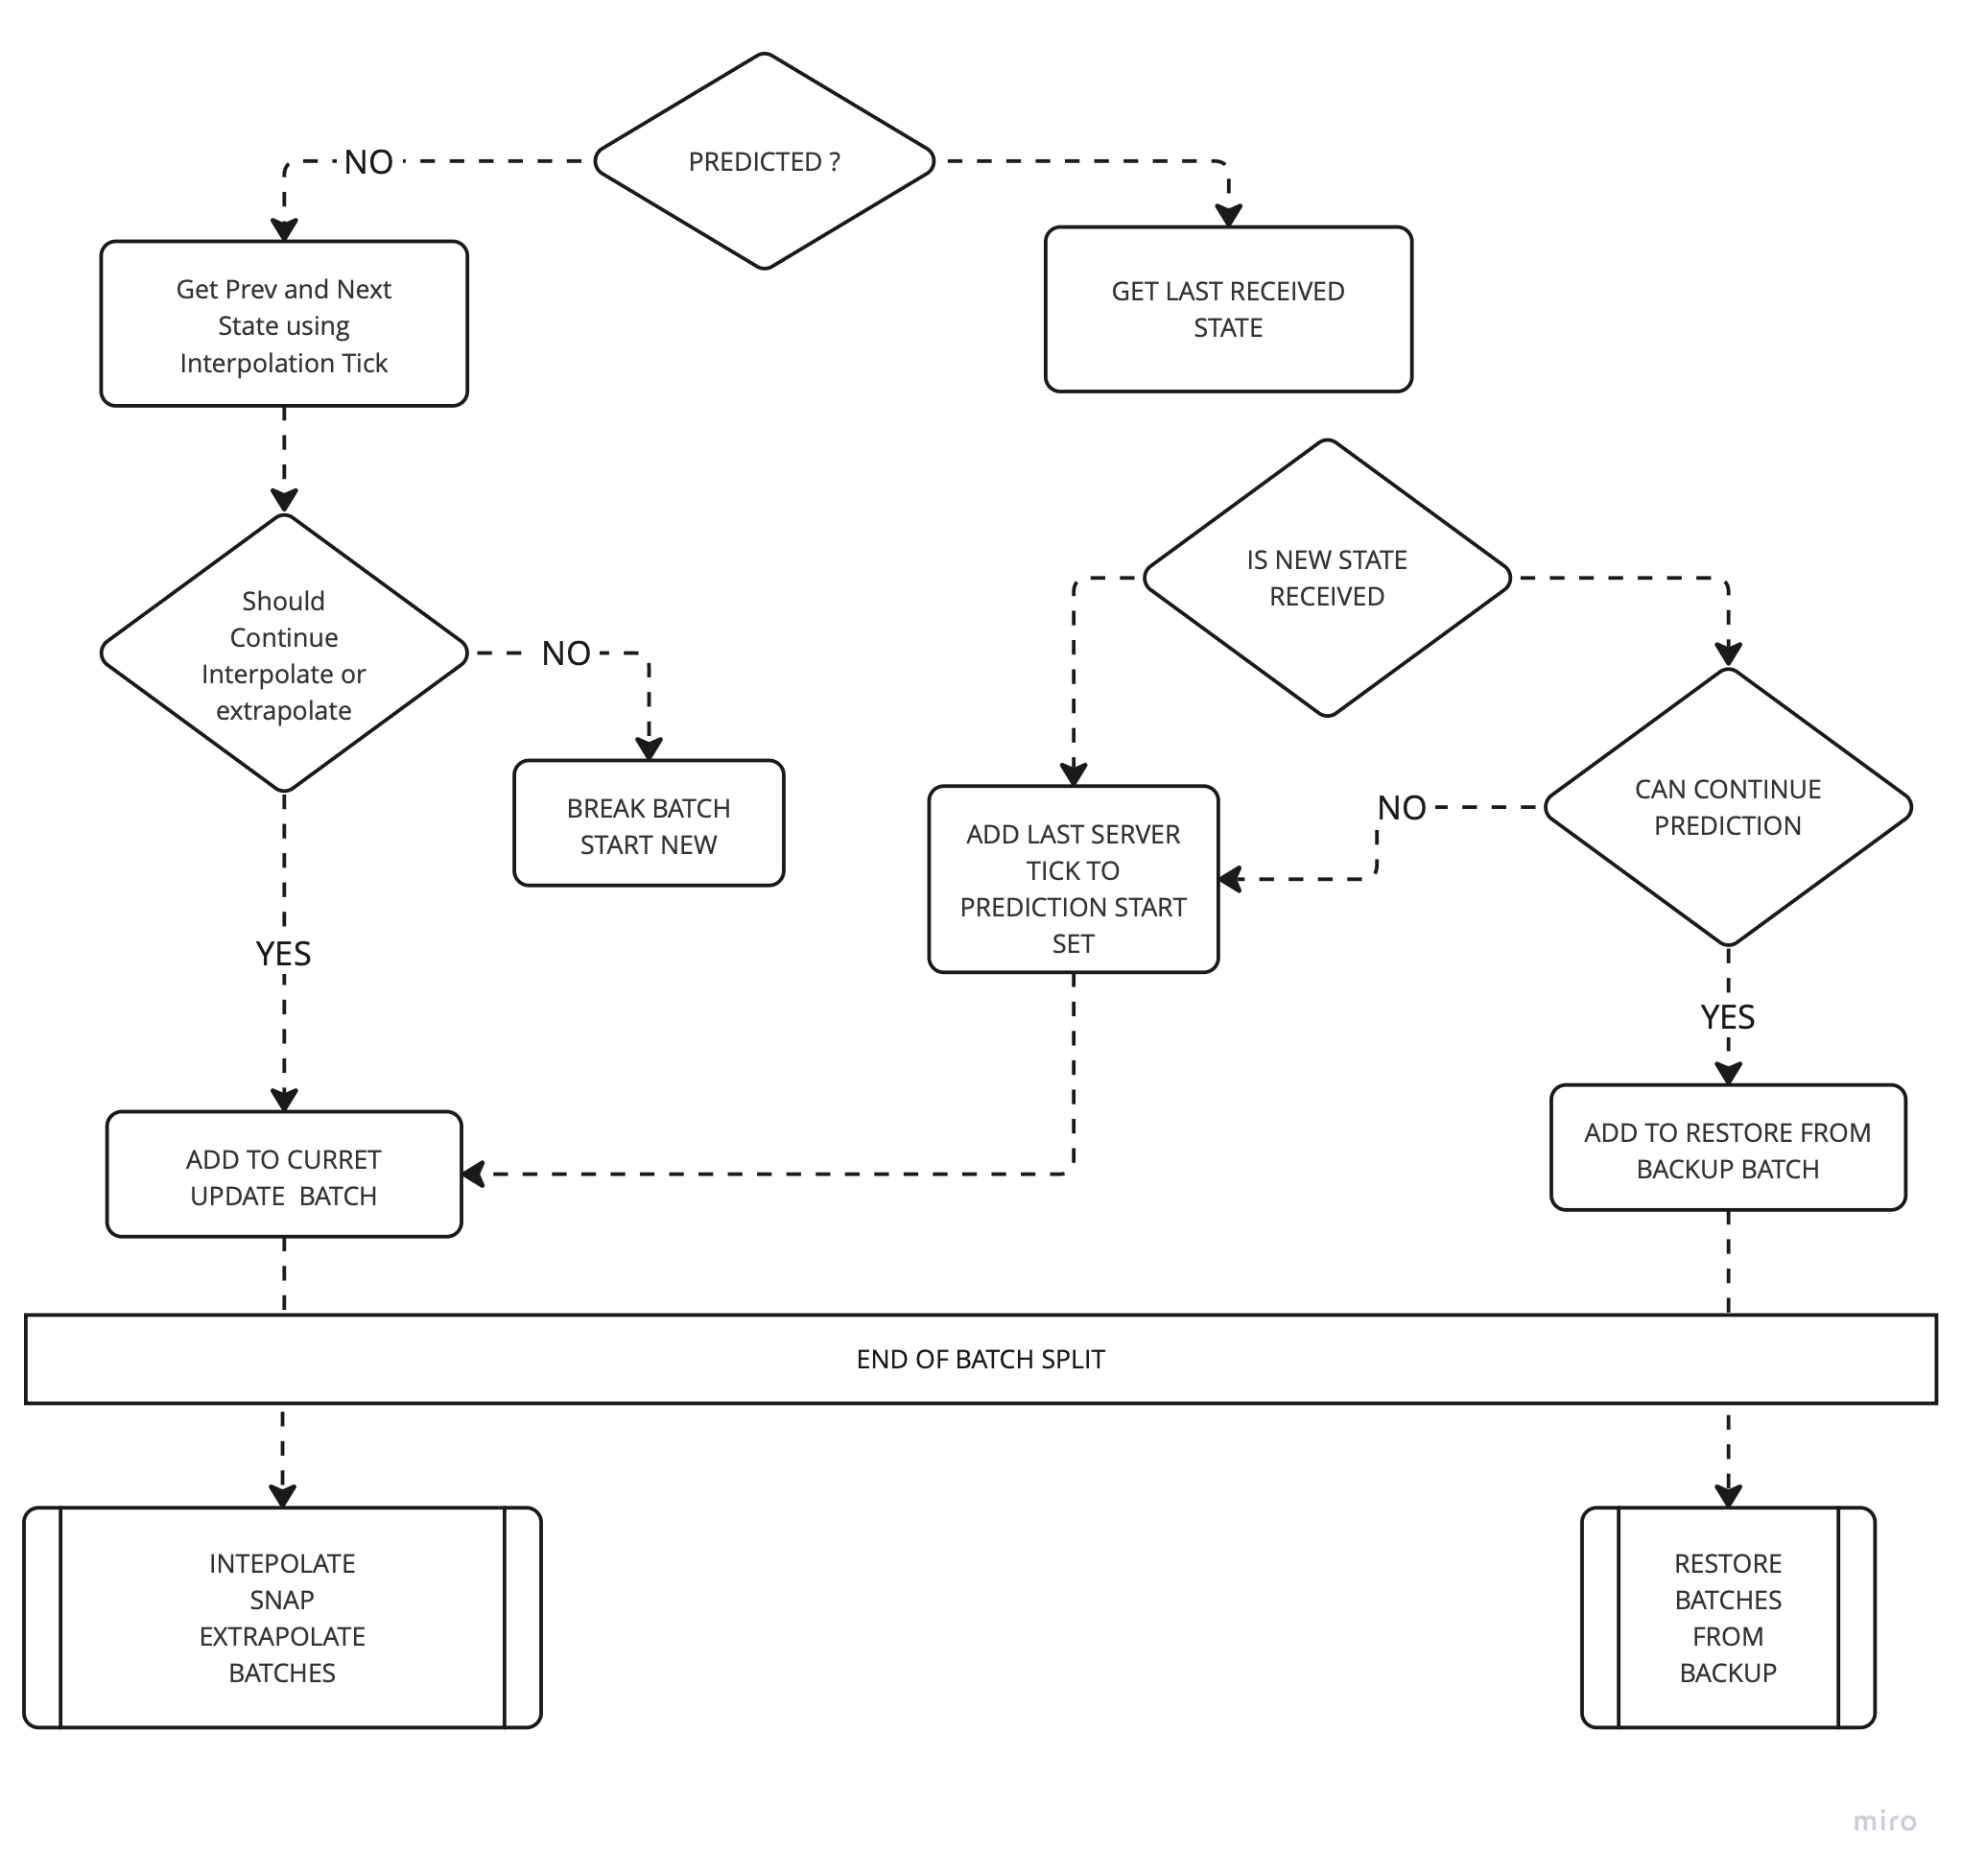 PREDICTED ?
NO
Get Prev and Next
State using
Interpolation Tick
GET LAST RECEIVED
STATE
Should
Continue
Interpolate or
extrapolate
NO
BREAK BATCH
START NEW
IS NEW STATE
RECEIVED
CAN CONTINUE
PREDICTION
NO
ADD LAST SERVER
TICK TO
PREDICTION START
SET
YES
YES
ADD TO CURRET
UPDATE  BATCH
ADD TO RESTORE FROM
BACKUP BATCH
END OF BATCH SPLIT
INTEPOLATE
SNAP
EXTRAPOLATE
BATCHES
RESTORE
BATCHES
FROM
BACKUP
miro